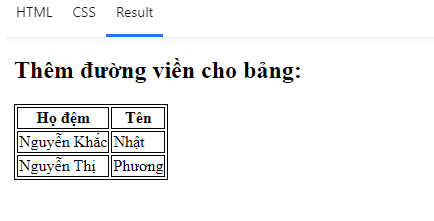 HTML CSS Result
Thêm đường viền cho bảng:
Họ đệm Tên
Nguyễn Khắc Nhật
Nguyễn Thị Phương